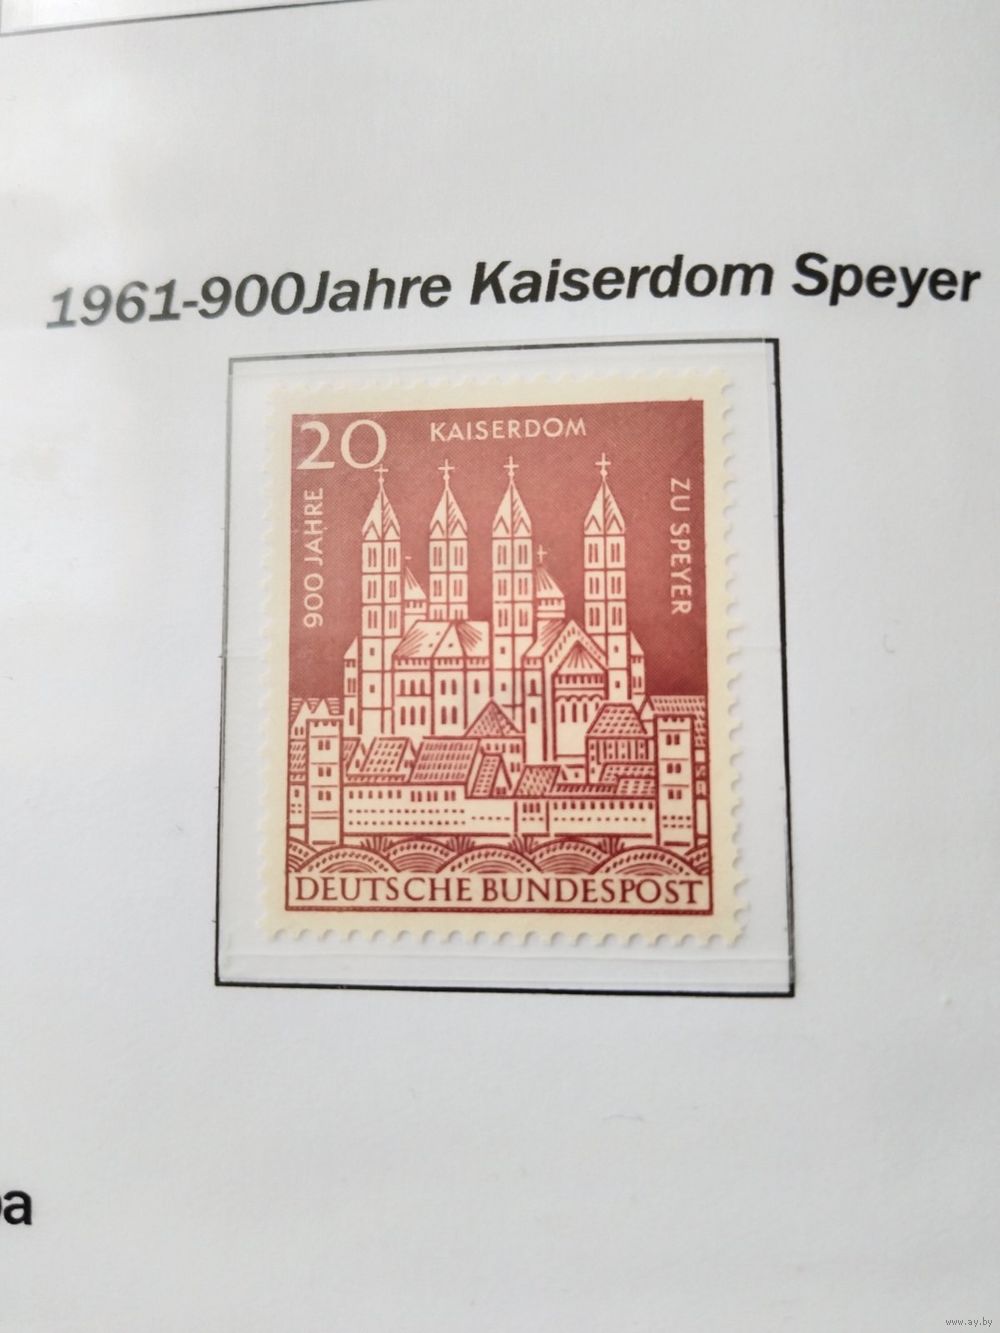 1961-900Jahre Kaiserdom Speyer
20
KAISERDOM
900 JAHRE
ZU SPEYER
DEUTSCHE BUNDESPOST
www.ay.by